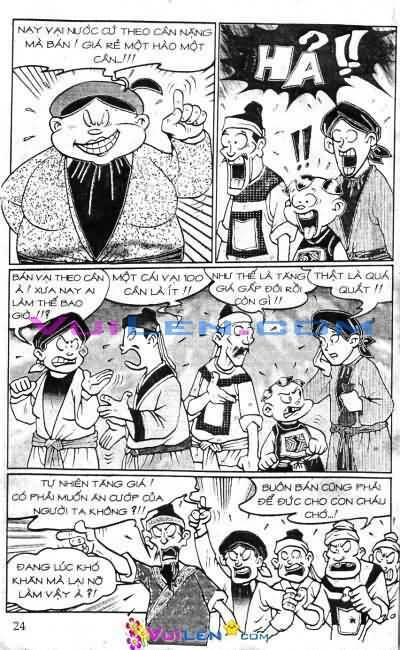 NAY VẠI NƯỚC CỨ THEO CÂN NẶNG
MÀ BÁN ! GIÁ RẺ MỘT HÀO MỘT
CÂN...!!!
HẢ !!
BÁN VẠI THEO CÂN
À ! XƯA NAY AI
LÀM THẾ BAO
GIỜ..!!?
MỘT CÁI VẠI 100
CÂN LÀ ÍT !!
NHƯ THẾ LÀ TĂNG
GIÁ GẤP ĐÔI RỒI
CÒN GÌ !!
THẬT LÀ QUÁ
QUẮT !!
VUILEN.COM
TỰ NHIÊN TĂNG GIÁ !
CÓ PHẢI MUỐN ĂN CƯỚP CỦA
NGƯỜI TA KHÔNG ?!!
ĐANG LÚC KHÓ
KHĂN MÀ LẠI NỠ
LÀM VẬY À ?!
BUÔN BÁN CŨNG PHẢI
ĐỂ ĐỨC CHO CON CHÁU
CHỚ...?
24
VUILEN.COM